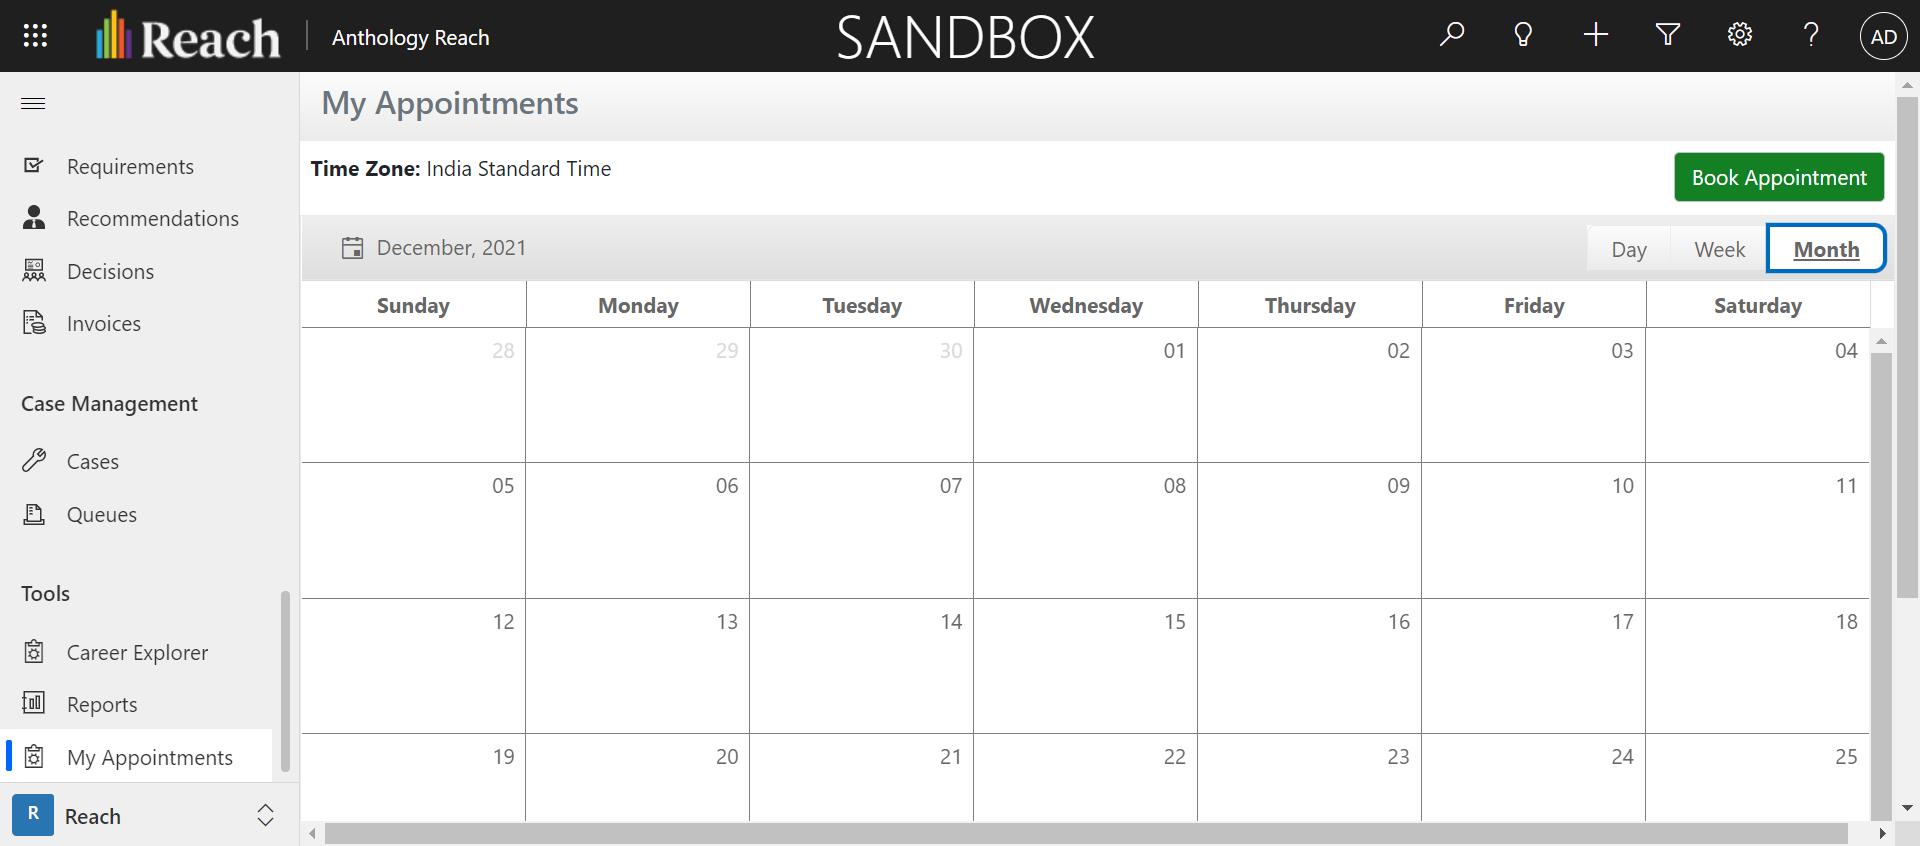 Reach
Anthology Reach
SANDBOX
?
AD
My Appointments
Requirements
Time Zone: India Standard Time
Book Appointment
Recommendations
December, 2021
Day Week Month
Decisions
Sunday Monday Tuesday Wednesday Thursday Friday Saturday
Invoices
28 29 30 01 02 03 04
Case Management
Cases
05 06 07 08 09 10 11
Queues
Tools
12 13 14 15 16 17 18
Career Explorer
Reports
My Appointments
19 20 21 22 23 24 25
R Reach